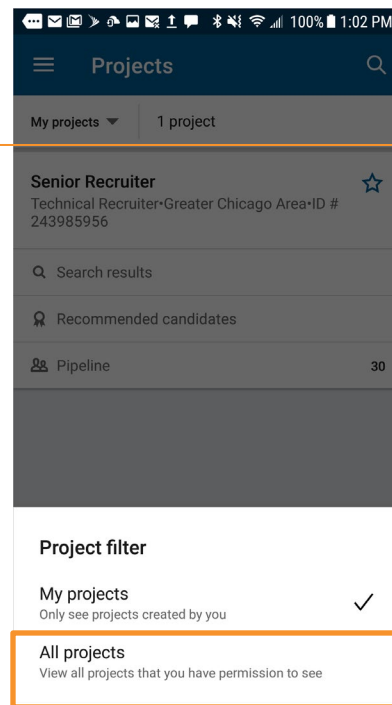 100% 1:02 PM
Projects
My projects 1 project
Senior Recruiter
Technical Recruiter•Greater Chicago Area•ID #
243985956
Search results
Recommended candidates
Pipeline 30
Project filter
My projects
Only see projects created by you
All projects
View all projects that you have permission to see